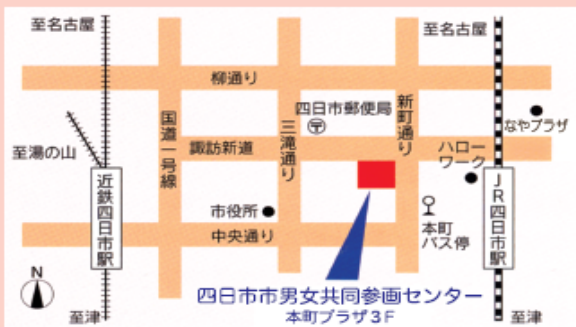 至名古屋
至名古屋
柳通り
四日市郵便局
〒
新町通り
なやプラザ
国道一号線
三滝通り
諏訪新道
ハロー
ワーク
至湯の山
近鉄四日市駅
市役所
本町
バス停
JR四日市駅
中央通り
N
四日市市男女共同参画センター
本町プラザ3F
至津
至津